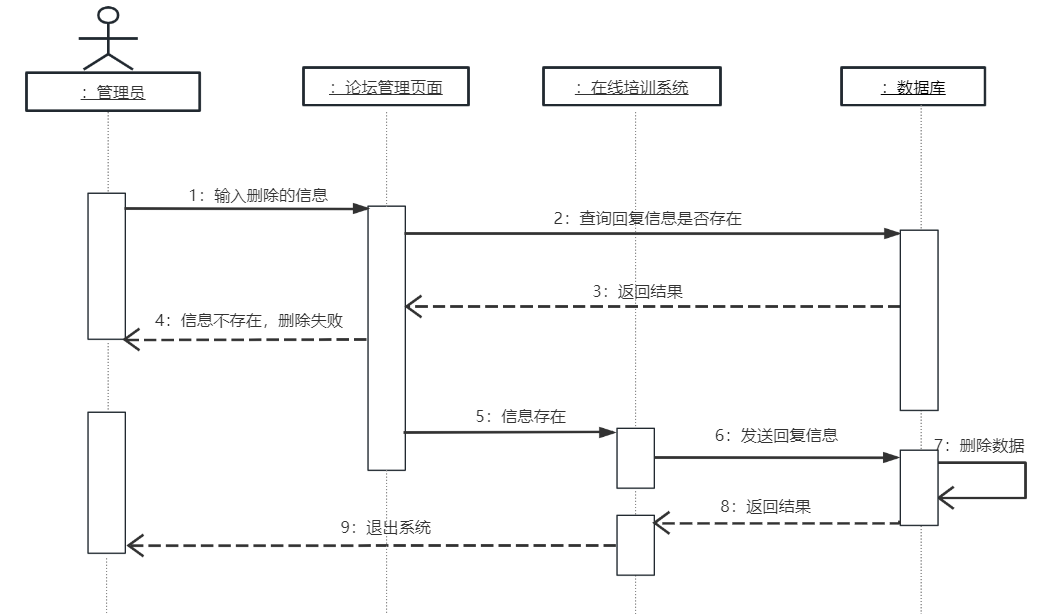 ：管理员
：论坛管理页面
：在线培训系统
：数据库
1：输入删除的信息
2：查询回复信息是否存在
3：返回结果
4：信息不存在，删除失败
5：信息存在
6：发送回复信息
7：删除数据
8：返回结果
9：退出系统